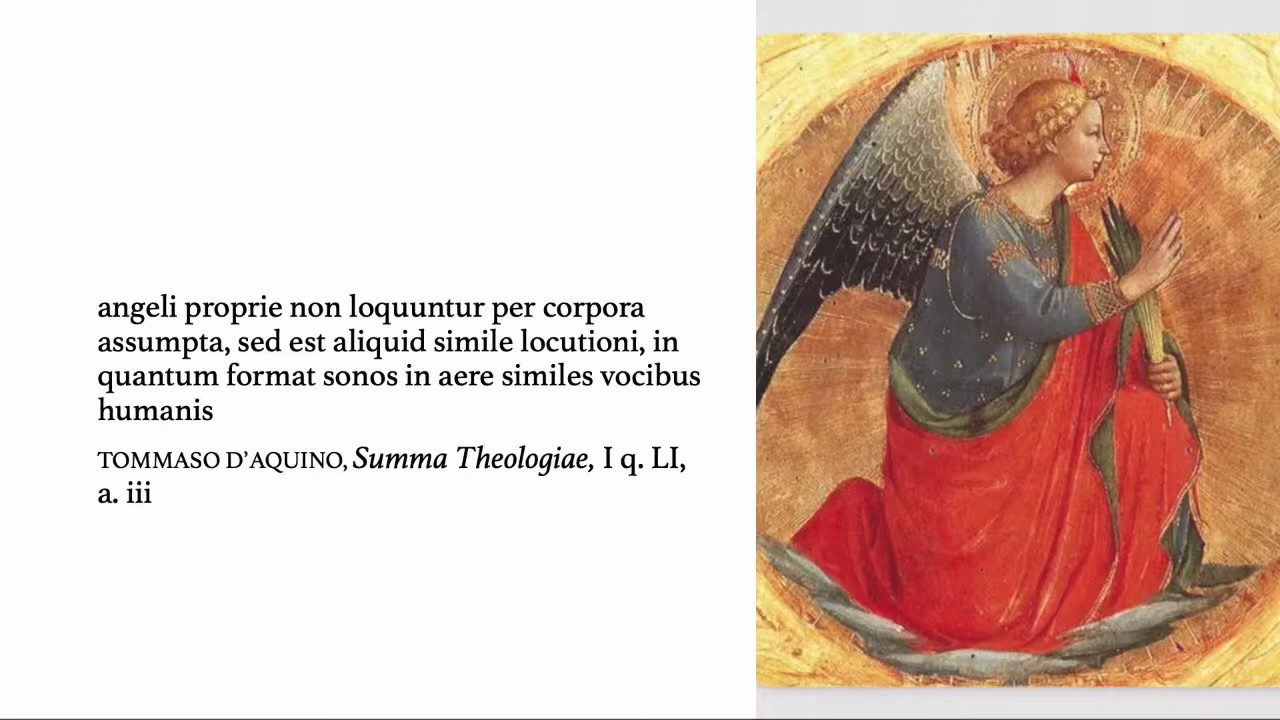 angeli proprie non loquuntur per corpora
assumpta, sed est aliquid simile locutioni, in
quantum format sonos in aere similes vocibus
humanis
TOMMASO D’AQUINO, Summa Theologiae, I q. LI,
a. iii